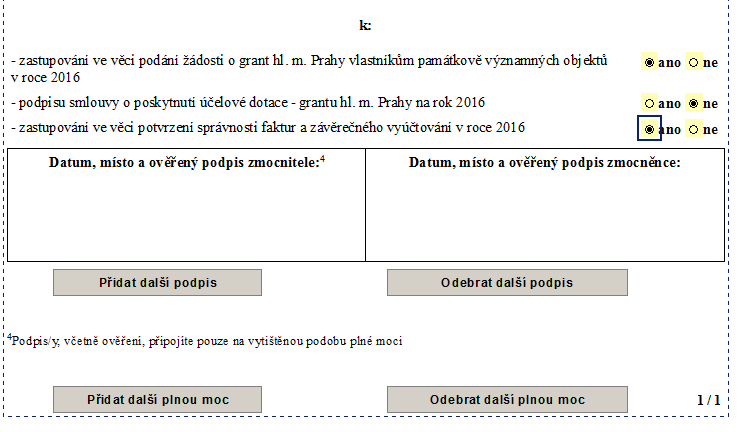 k:
- zastupování ve věci podání žádosti o grant hl. m. Prahy vlastníkům památkově významných objektů ano ne
v roce 2016
- podpisu smlouvy o poskytnutí účelové dotace - grantu hl. m. Prahy na rok 2016 ano ne
- zastupování ve věci potvrzení správnosti faktur a závěrečného vyúčtování v roce 2016 ano ne
Datum, místo a ověřený podpis zmocnitele:4 Datum, místo a ověřený podpis zmocněnce:
Přidat další podpis Odebrat další podpis
4Podpis/y, včetně ověření, připojíte pouze na vytištěnou podobu plné moci
Přidat další plnou moc Odebrat další plnou moc 1 / 1